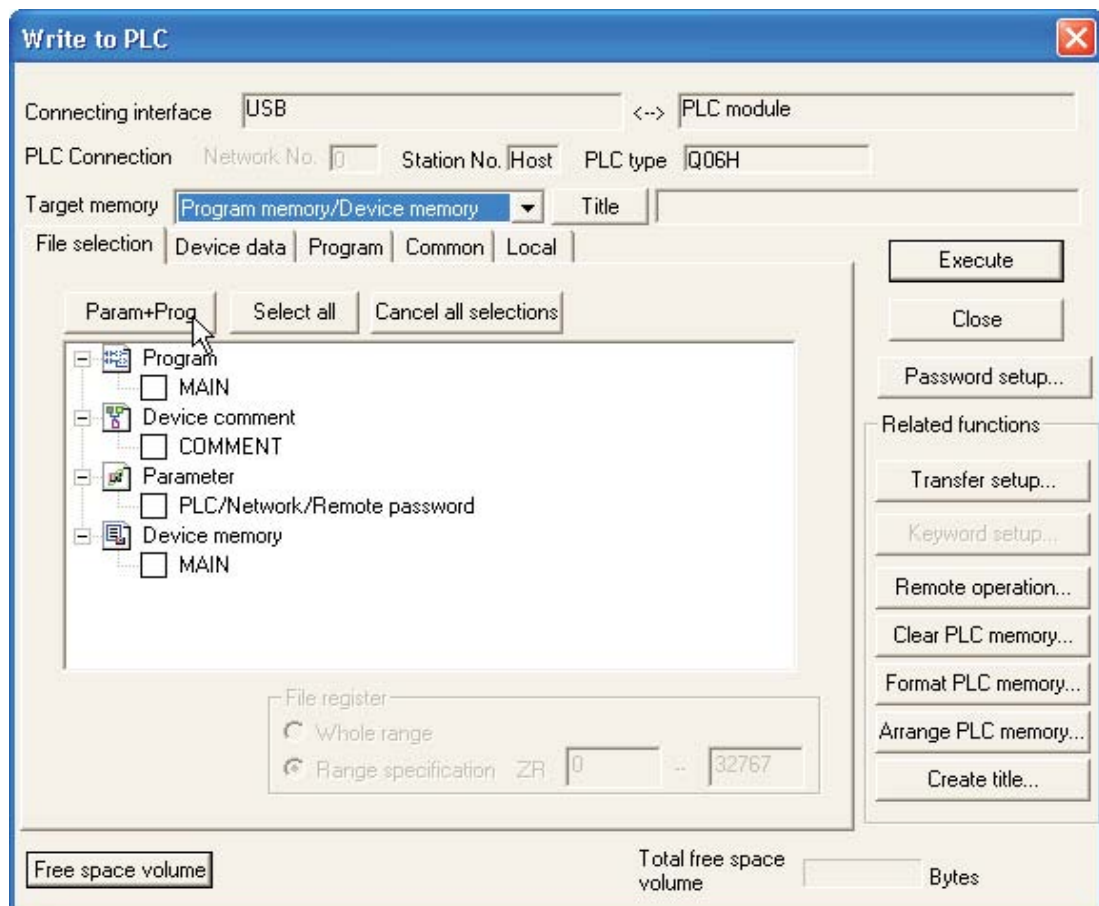 Write to PLC
Connecting interface USB <--> PLC module
PLC Connection Network No. 0 Station No. Host PLC type Q06H
Target memory Program memory/Device memory Title
File selection Device data Program Common Local
Execute
Param+Prog Select all Cancel all selections
Close
Program
MAIN
Password setup...
Device comment
Related functions
COMMENT
Parameter
Transfer setup...
PLC/Network/Remote password
Device memory
Keyword setup...
MAIN
Remote operation...
Clear PLC memory...
Format PLC memory...
File register
Whole range
Arrange PLC memory...
Range specification ZR 0 -- 32767
Create title...
Free space volume
Total free space
volume
Bytes